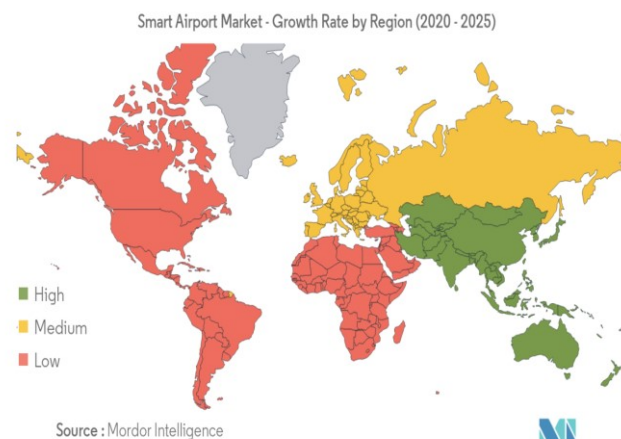 Smart Airport Market - Growth Rate by Region (2020 - 2025)
High
Medium
Low
Source : Mordor Intelligence